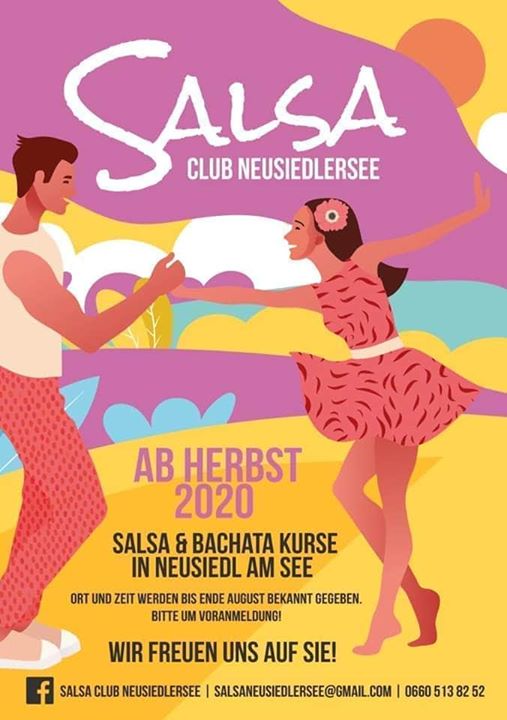 SALSA
CLUB NEUSIEDLERSEE
AB HERBST
2020
SALSA & BACHATA KURSE
IN NEUSIEDL AM SEE
ORT UND ZEIT WERDEN BIS ENDE AUGUST BEKANNT GEGEBEN.
BITTE UM VORANMELDUNG!
WIR FREUEN UNS AUF SIE!
f SALSA CLUB NEUSIEDLERSEE | SALSANEUSIEDLERSEE@GMAIL.COM | 0660 513 82 52